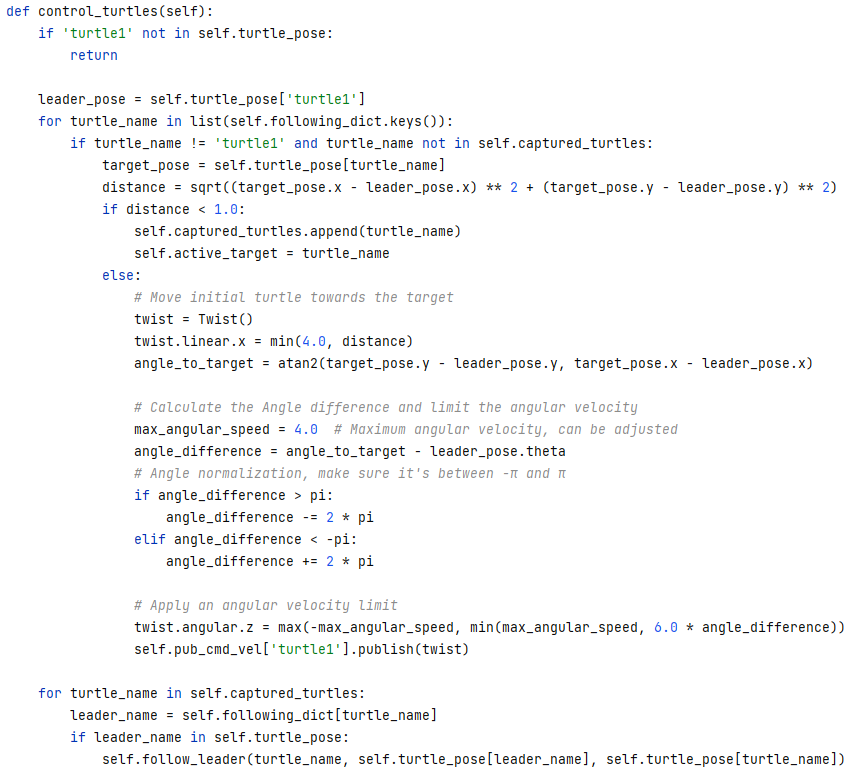 def control_turtles(self):
    if 'turtle1' not in self.turtle_pose:
        return

    leader_pose = self.turtle_pose['turtle1']
    for turtle_name in list(self.following_dict.keys()):
        if turtle_name != 'turtle1' and turtle_name not in self.captured_turtles:
            target_pose = self.turtle_pose[turtle_name]
            distance = sqrt((target_pose.x - leader_pose.x) ** 2 + (target_pose.y - leader_pose.y) ** 2)
            if distance < 1.0:
                self.captured_turtles.append(turtle_name)
                self.active_target = turtle_name
            else:
                # Move initial turtle towards the target
                twist = Twist()
                twist.linear.x = min(4.0, distance)
                angle_to_target = atan2(target_pose.y - leader_pose.y, target_pose.x - leader_pose.x)

                # Calculate the Angle difference and limit the angular velocity
                max_angular_speed = 4.0  # Maximum angular velocity, can be adjusted
                angle_difference = angle_to_target - leader_pose.theta
                # Angle normalization, make sure it's between -π and π
                if angle_difference > pi:
                    angle_difference -= 2 * pi
                elif angle_difference < -pi:
                    angle_difference += 2 * pi

                # Apply an angular velocity limit
                twist.angular.z = max(-max_angular_speed, min(max_angular_speed, 6.0 * angle_difference))
                self.pub_cmd_vel['turtle1'].publish(twist)

    for turtle_name in self.captured_turtles:
        leader_name = self.following_dict[turtle_name]
        if leader_name in self.turtle_pose:
            self.follow_leader(turtle_name, self.turtle_pose[leader_name], self.turtle_pose[turtle_name])